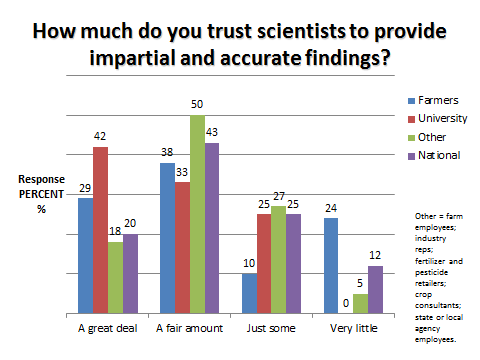 How much do you trust scientists to provide
impartial and accurate findings?
50
42
43
38
33
29
27
25
25
24
20
18
10
12
5
0
Response
PERCENT
%
Farmers
University
Other
National
Other = farm
employees;
industry
reps;
fertilizer and
pesticide
retailers;
crop
consultants;
state or local
agency
employees.
A great deal
A fair amount
Just some
Very little